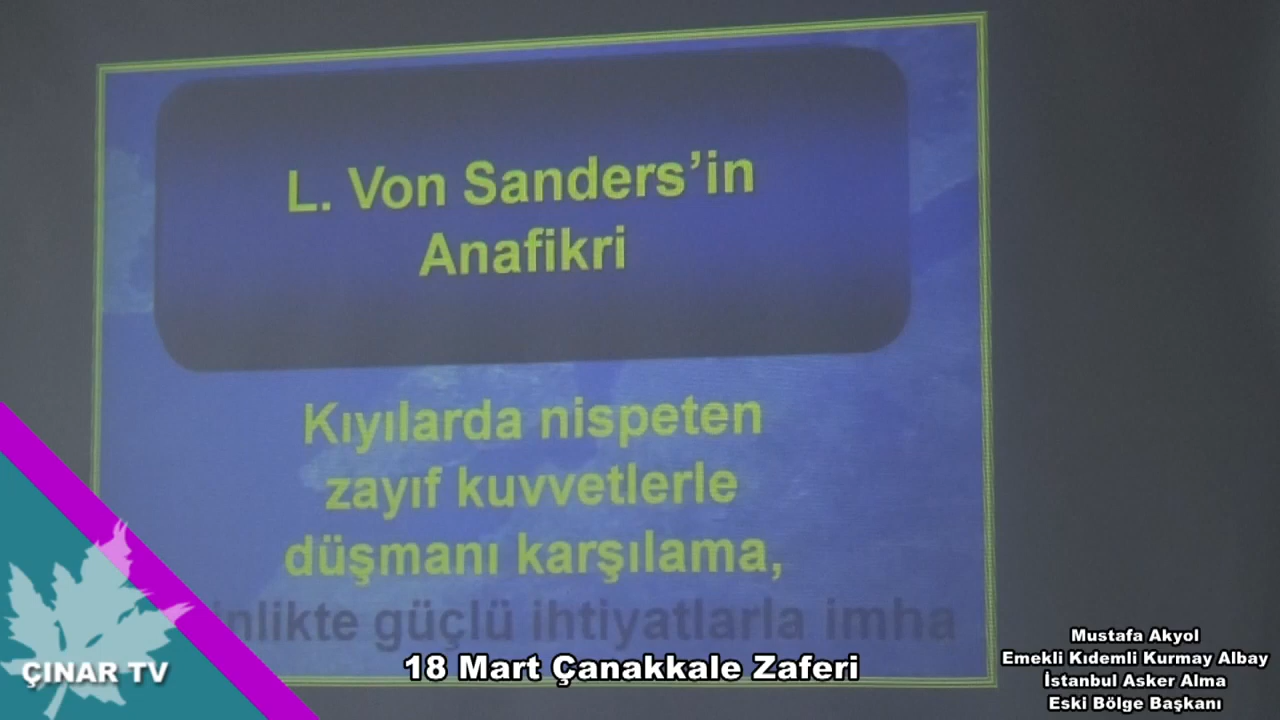 L. Von Sanders’in
Anafikri
Kıyılarda nispeten
zayıf kuvvetlerle
düşmanı karşılama,
güçlü ihtiyatlarla imha
18 Mart Çanakkale Zaferi
ÇINAR TV
Mustafa Akyol
Emekli Kıdemli Kurmay Albay
İstanbul Asker Alma
Eski Bölge Başkanı